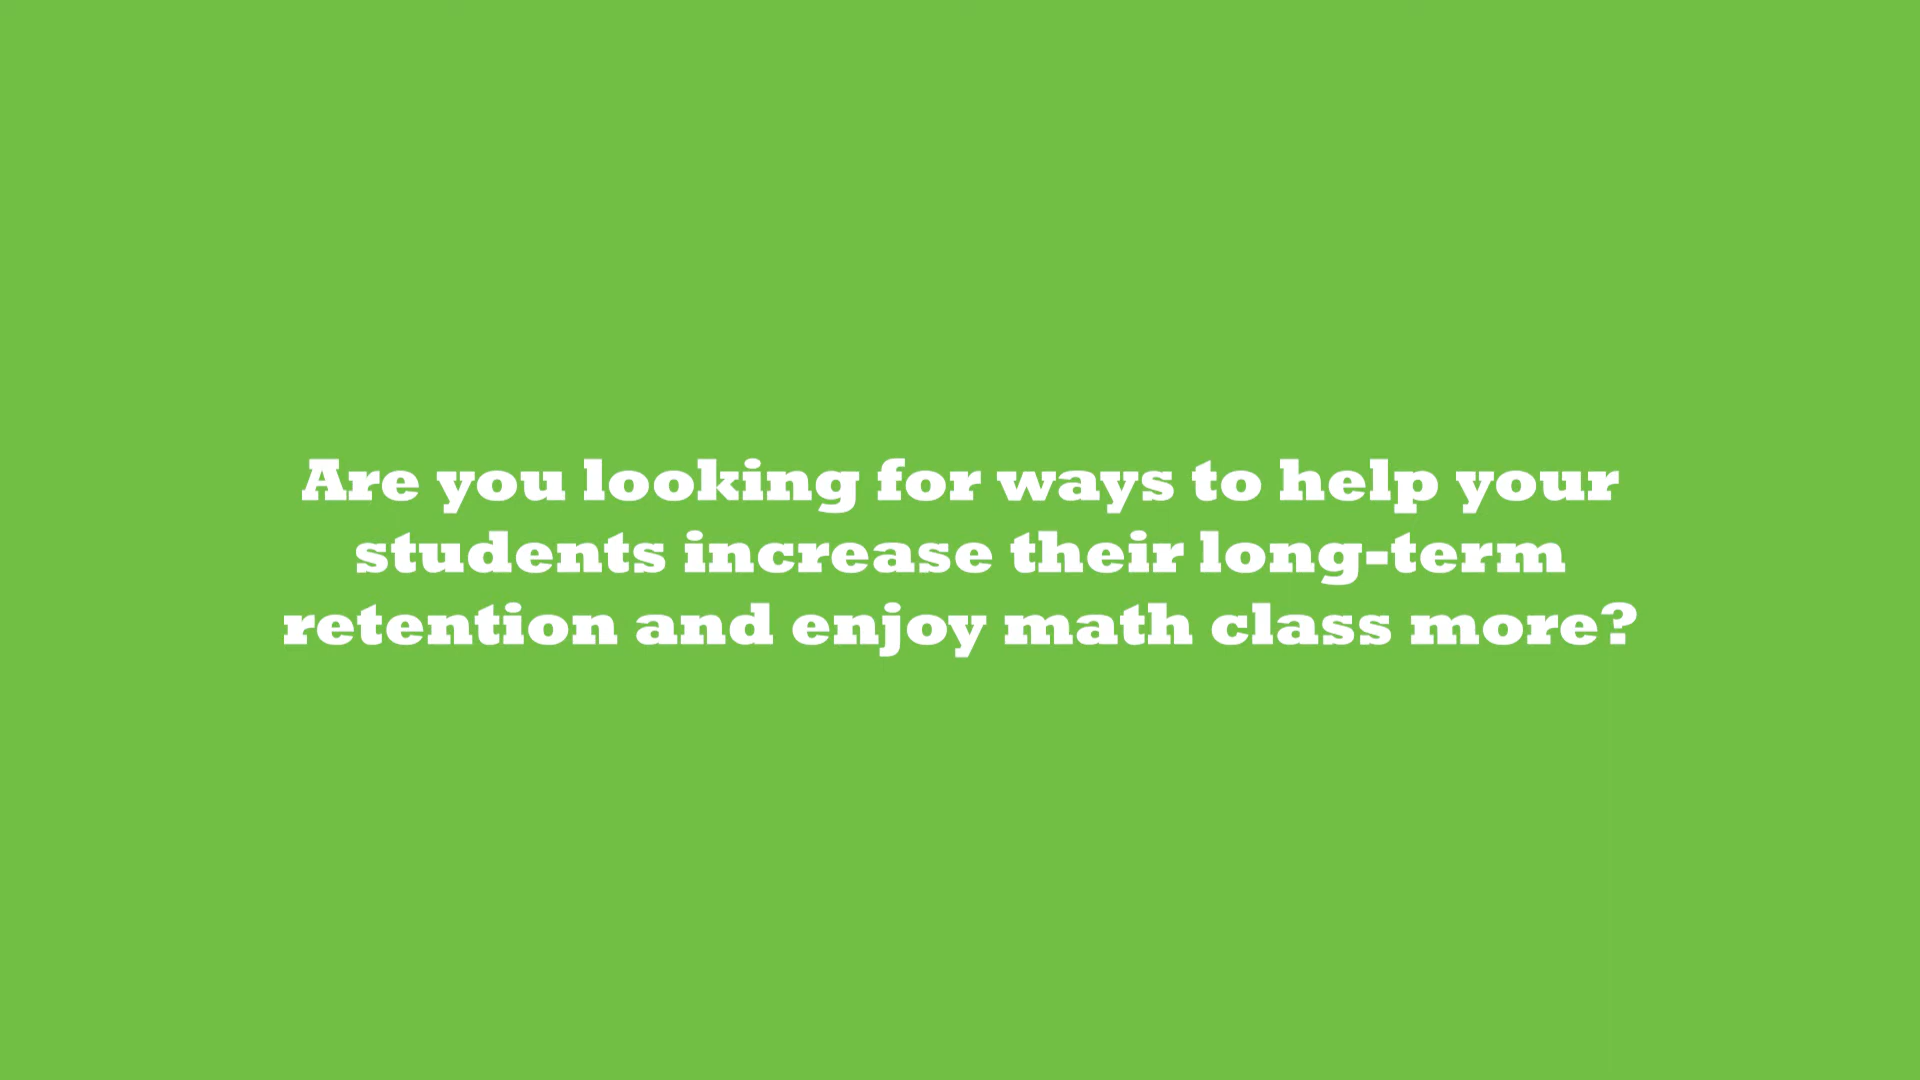 Are you looking for ways to help your
students increase their long-term
retention and enjoy math class more?